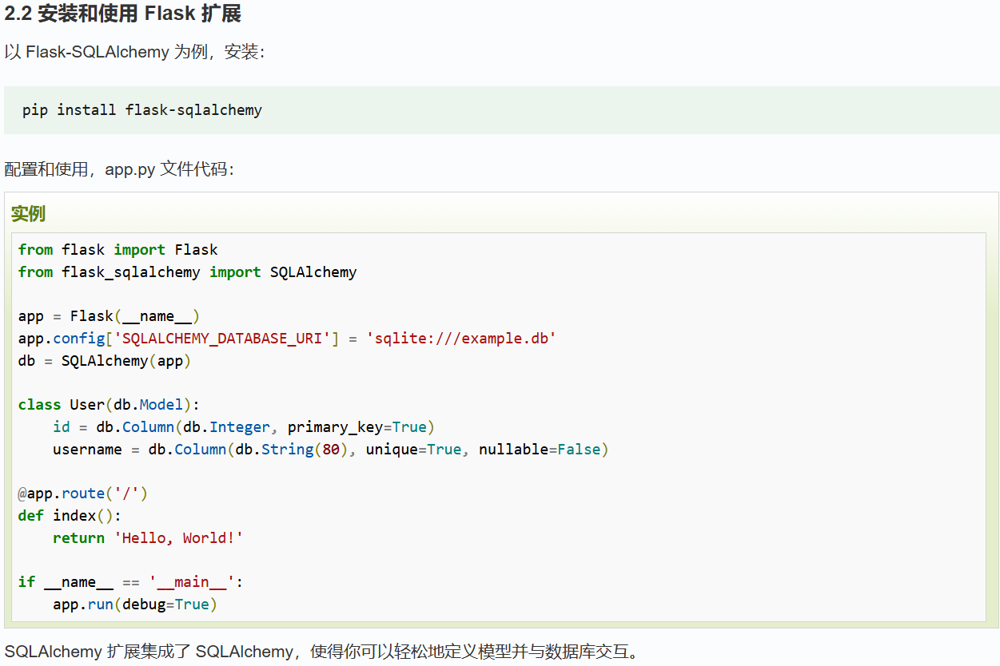 2.2 安装和使用 Flask 扩展
以 Flask-SQLAlchemy 为例，安装：
pip install flask-sqlalchemy
配置和使用，app.py 文件代码：
实例
from flask import Flask
from flask_sqlalchemy import SQLAlchemy
app = Flask(__name__)
app.config['SQLALCHEMY_DATABASE_URI'] = 'sqlite:///example.db'
db = SQLAlchemy(app)
class User(db.Model):
    id = db.Column(db.Integer, primary_key=True)
    username = db.Column(db.String(80), unique=True, nullable=False)
@app.route('/')
def index():
    return 'Hello, World!'
if __name__ == '__main__':
    app.run(debug=True)
SQLAlchemy 扩展集成了 SQLAlchemy，使得你可以轻松地定义模型并与数据库交互。